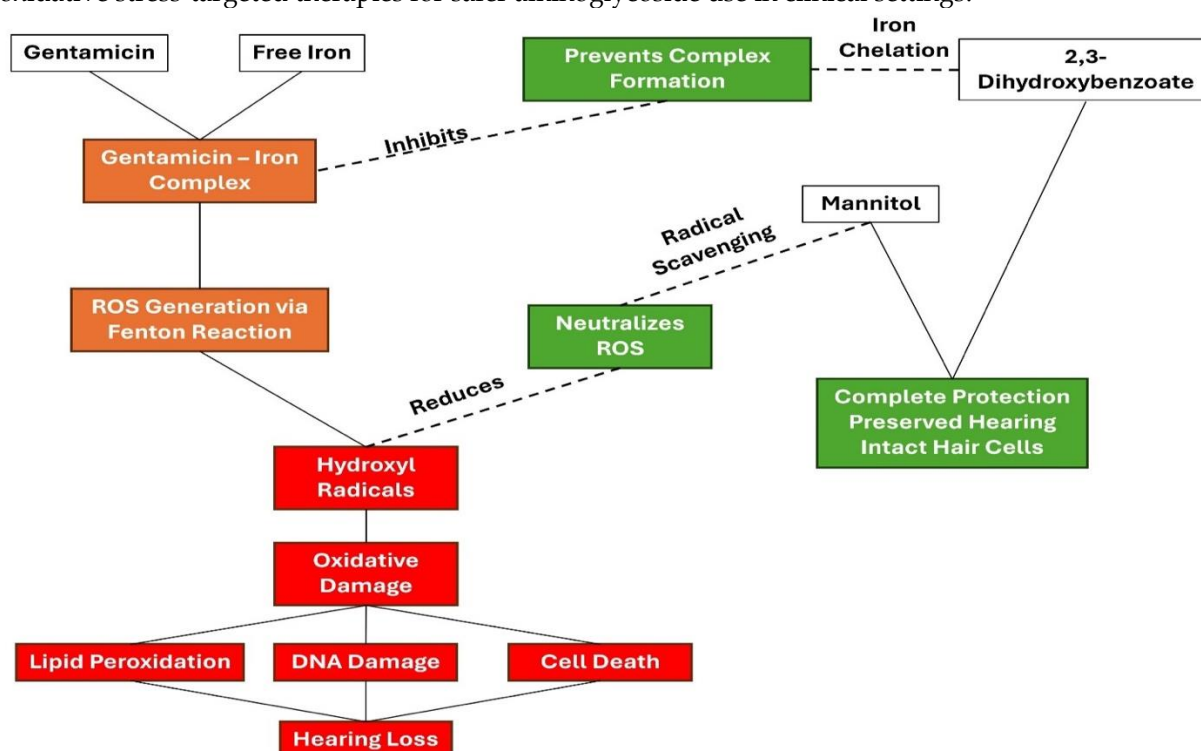 oxidative stress-targeted therapies for safer aminoglycoside use in clinical settings.
Gentamicin
Free Iron
Prevents Complex
Formation
Iron
Chelation
2,3-
Dihydroxybenzoate
Inhibits
Gentamicin – Iron
Complex
Mannitol
Radical
Scavenging
ROS Generation via
Fenton Reaction
Neutralizes
ROS
Reduces
Complete Protection
Preserved Hearing
Intact Hair Cells
Hydroxyl
Radicals
Oxidative
Damage
Lipid Peroxidation
DNA Damage
Cell Death
Hearing Loss